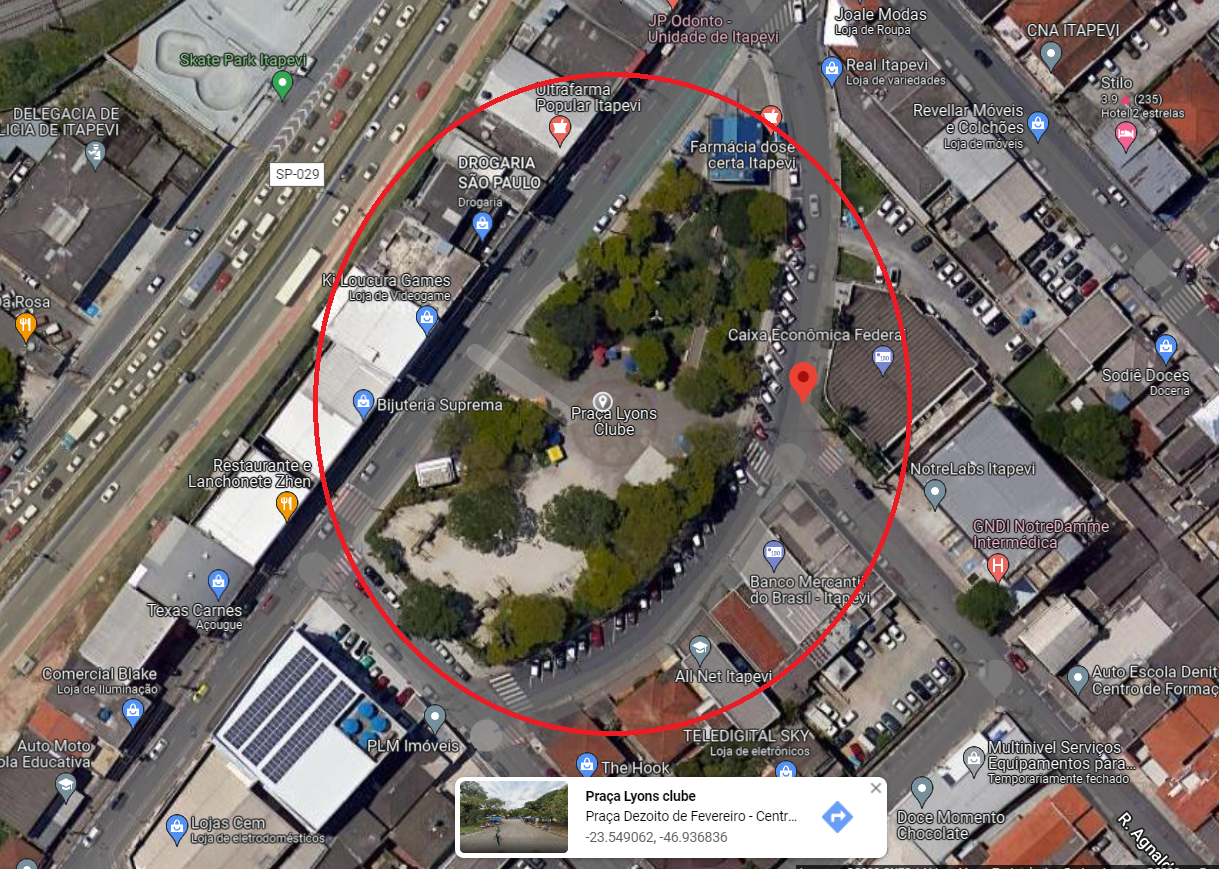 JP Odonto -
Unidade de Itapevi
Joale Modas
Loja de Roupa
CNA ITAPEVI
Skate Park Itapevi
Real Itapevi
Loja de variedades
Stilo
3.9 ★ (235)
Hotel 2 estrelas
Ultrafarma
Popular Itapevi
Revellar Móveis
e Colchões
Loja de móveis
DELEGACIA DE
LICIA DE ITAPEVI
Farmácia dose
certa Itapevi
SP-029
DROGARIA
SÃO PAULO
Drogaria
Ki Loucura Games
Loja de Videogame
a Rosa
Caixa Econômica Federa
Sodiê Doces
Doceria
Bijuteria Suprema
Praça Lyons
Clube
Restaurante e
Lanchonete Zhen
NotreLabs Itapevi
GNDI NotreDamme
Intermédica
Banco Mercanti
do Brasil - Itapevi
Texas Carnes
Açougue
All Net Itapevi
Comercial Blake
Loja de Iluminação
Auto Escola Denit
Centro de Formaç
PLM Imóveis
TELEDIGITAL SKY
Loja de eletrônicos
Auto Moto
ola Educativa
The Hook
Multinivel Serviços
Equipamentos para...
Temporariamente fechado
Praça Lyons clube
Praça Dezoito de Fevereiro - Centr...
-23.549062, -46.936836
Lojas Cem
Loja de eletrodomésticos
Doce Momento
Chocolate
R. Agnald